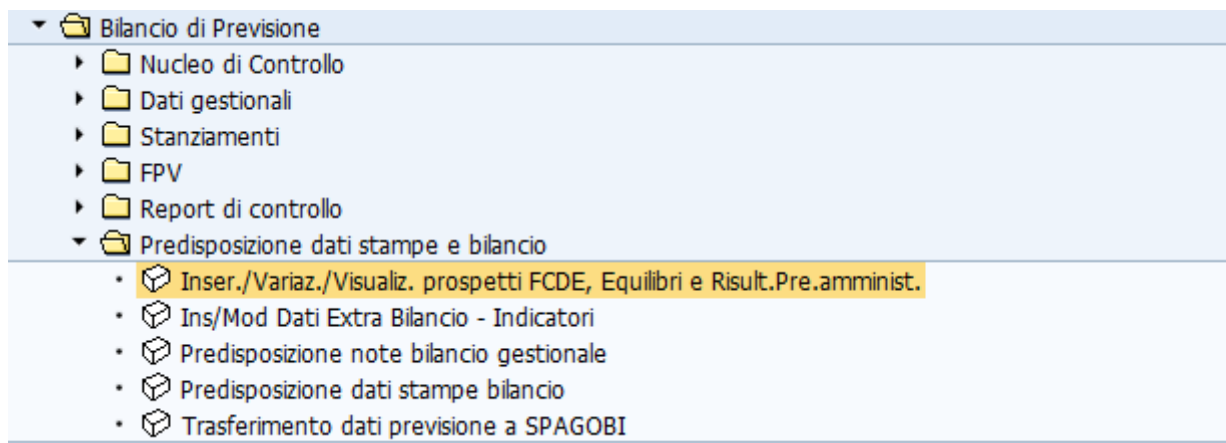 Bilancio di Previsione
Nucleo di Controllo
Dati gestionali
Stanziamenti
FPV
Report di controllo
Predisposizione dati stampe e bilancio
Inser./Variaz./Visualiz. prospetti FCDE, Equilibri e Risult.Pre.amminist.
Ins/Mod Dati Extra Bilancio - Indicatori
Predisposizione note bilancio gestionale
Predisposizione dati stampe bilancio
Trasferimento dati previsione a SPAGOBI